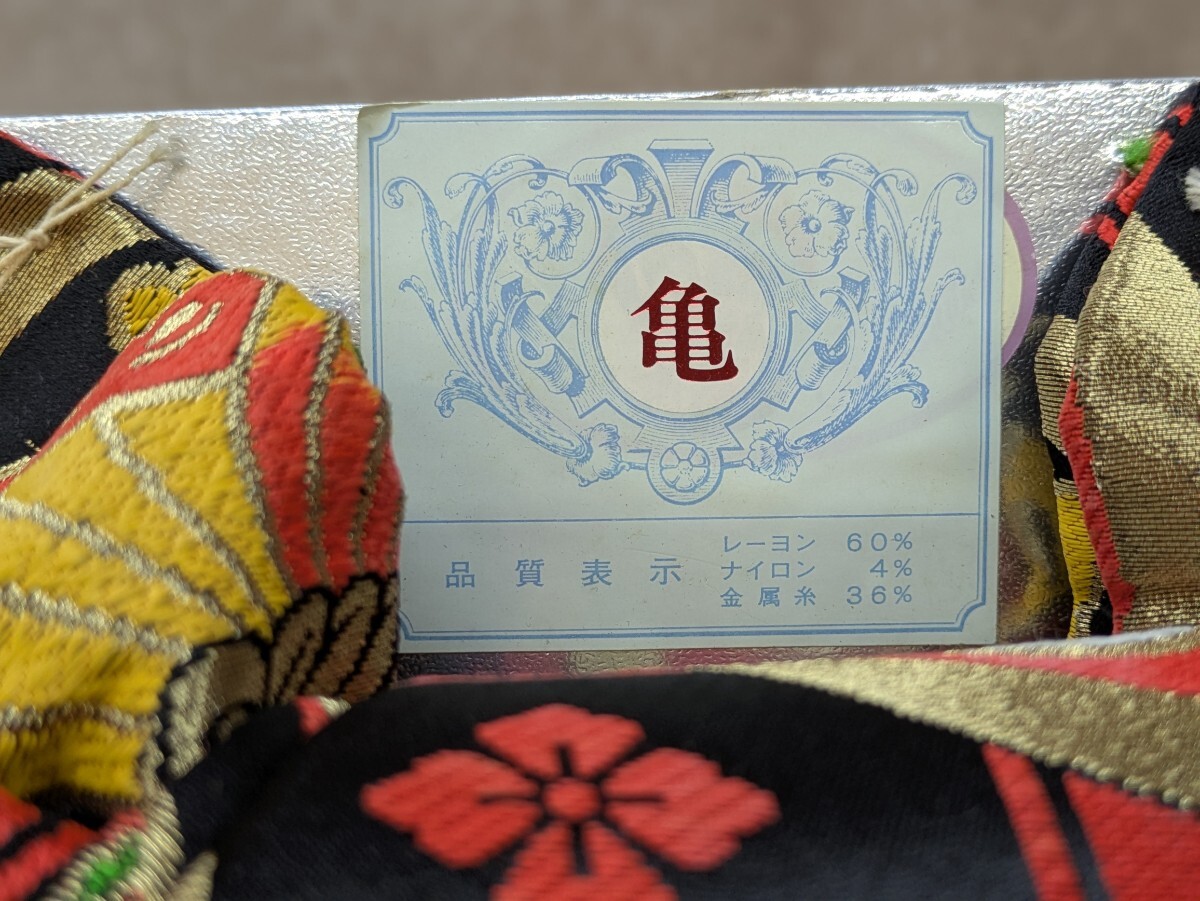 亀
品質表示
レーヨン 60%
ナイロン 4%
金属糸 36%